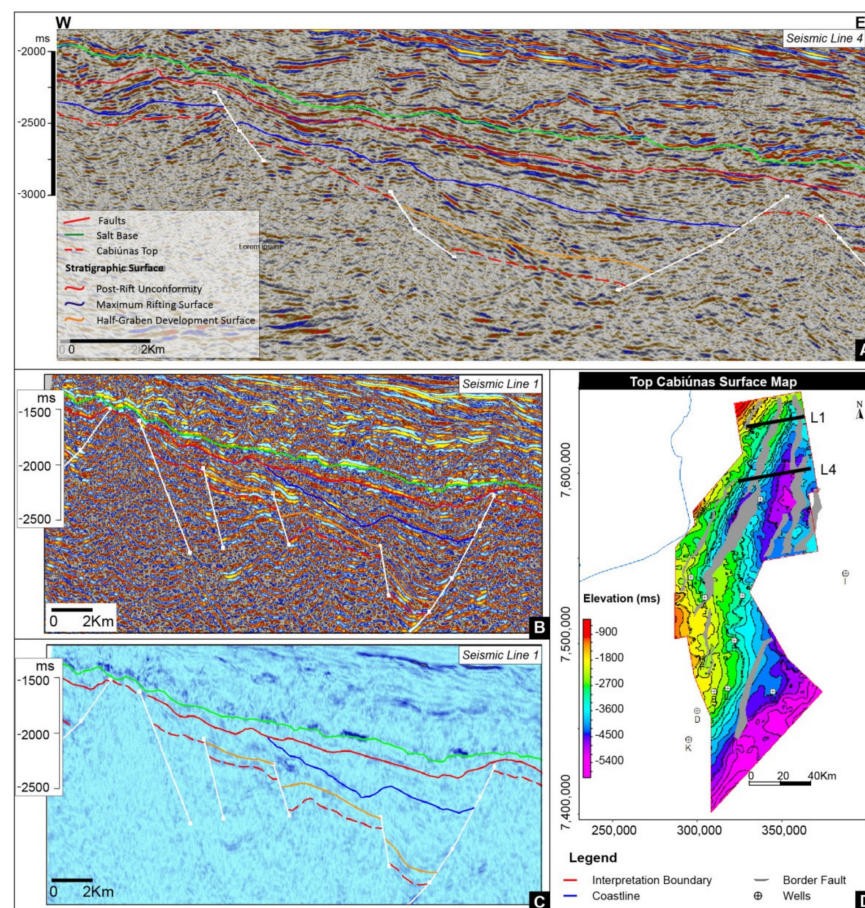 W
E
ms
Seismic Line 4
-2000
-2500
-3000
Faults
Salt Base
Cabiúnas Top
Lorem ipsum
Stratigraphic Surface
Post-Rift Unconformity
Maximum Rifting Surface
Half-Graben Development Surface
0 2Km
A
ms
Seismic Line 1
-1500
-2000
-2500
0 2Km
B
ms
Seismic Line 1
-1500
-2000
-2500
0 2Km
C
Top Cabiúnas Surface Map
N
L1
L4
7,600,000
7,500,000
7,400,000
Elevation (ms)
-900
-1800
-2700
-3600
-4500
-5400
I
D
K
0 20 40Km
250,000 300,000 350,000
Legend
Interpretation Boundary
Border Fault
Coastline
Wells